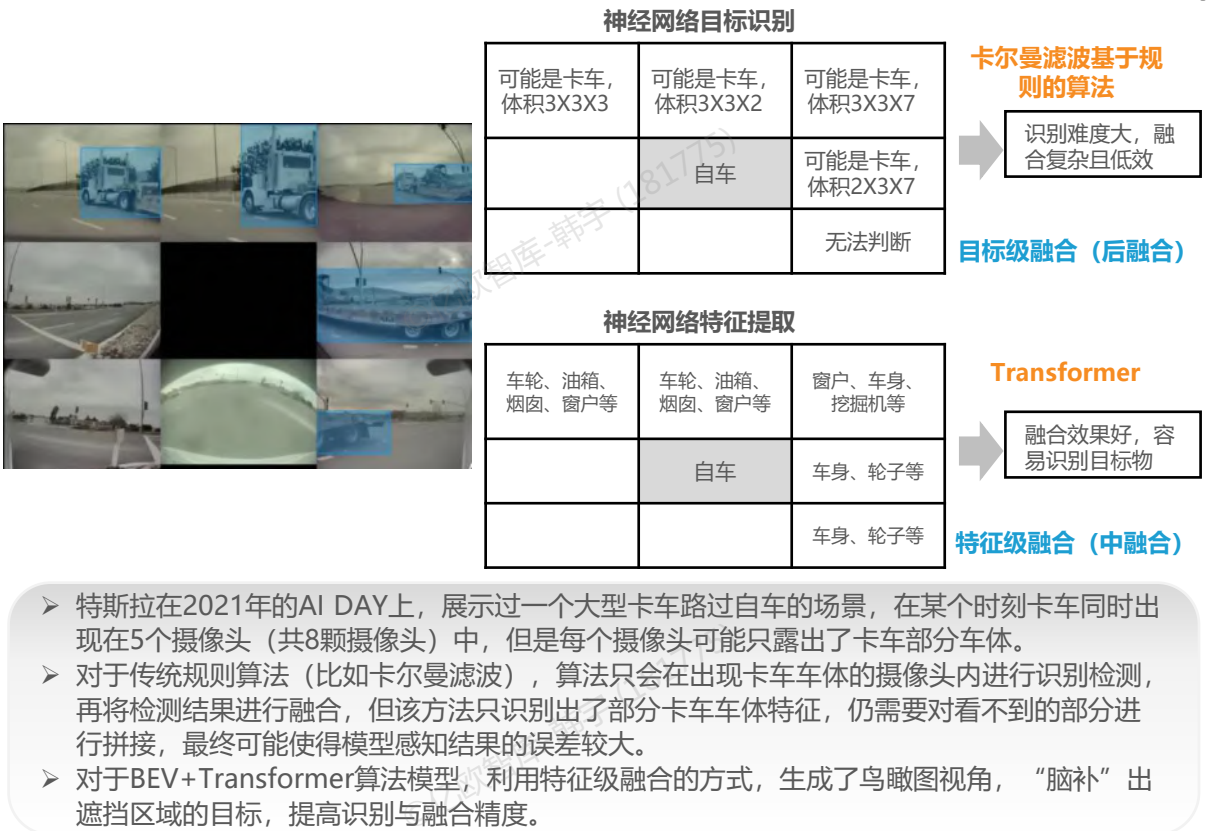 神经网络目标识别
可能是卡车，
体积3X3X3
可能是卡车，
体积3X3X2
可能是卡车，
体积3X3X7
自车
可能是卡车，
体积2X3X7
无法判断
卡尔曼滤波基于规
则的算法
识别难度大，融
合复杂且低效
目标级融合（后融合）
神经网络特征提取
车轮、油箱、
烟囱、窗户等
车轮、油箱、
烟囱、窗户等
窗户、车身、
挖掘机等
自车
车身、轮子等
车身、轮子等
Transformer
融合效果好，容
易识别目标物
特征级融合（中融合）
➢ 特斯拉在2021年的AI DAY上，展示过一个大型卡车路过自车的场景，在某个时刻卡车同时出
现在5个摄像头（共8颗摄像头）中，但是每个摄像头可能只露出了卡车部分车体。
➢ 对于传统规则算法（比如卡尔曼滤波），算法只会在出现卡车车体的摄像头内进行识别检测，
再将检测结果进行融合，但该方法只识别出了部分卡车车体特征，仍需要对看不到的部分进
行拼接，最终可能使得模型感知结果的误差较大。
➢ 对于BEV+Transformer算法模型，利用特征级融合的方式，生成了鸟瞰图视角，“脑补”出
遮挡区域的目标，提高识别与融合精度。
欧智库-韩宇 (181775)